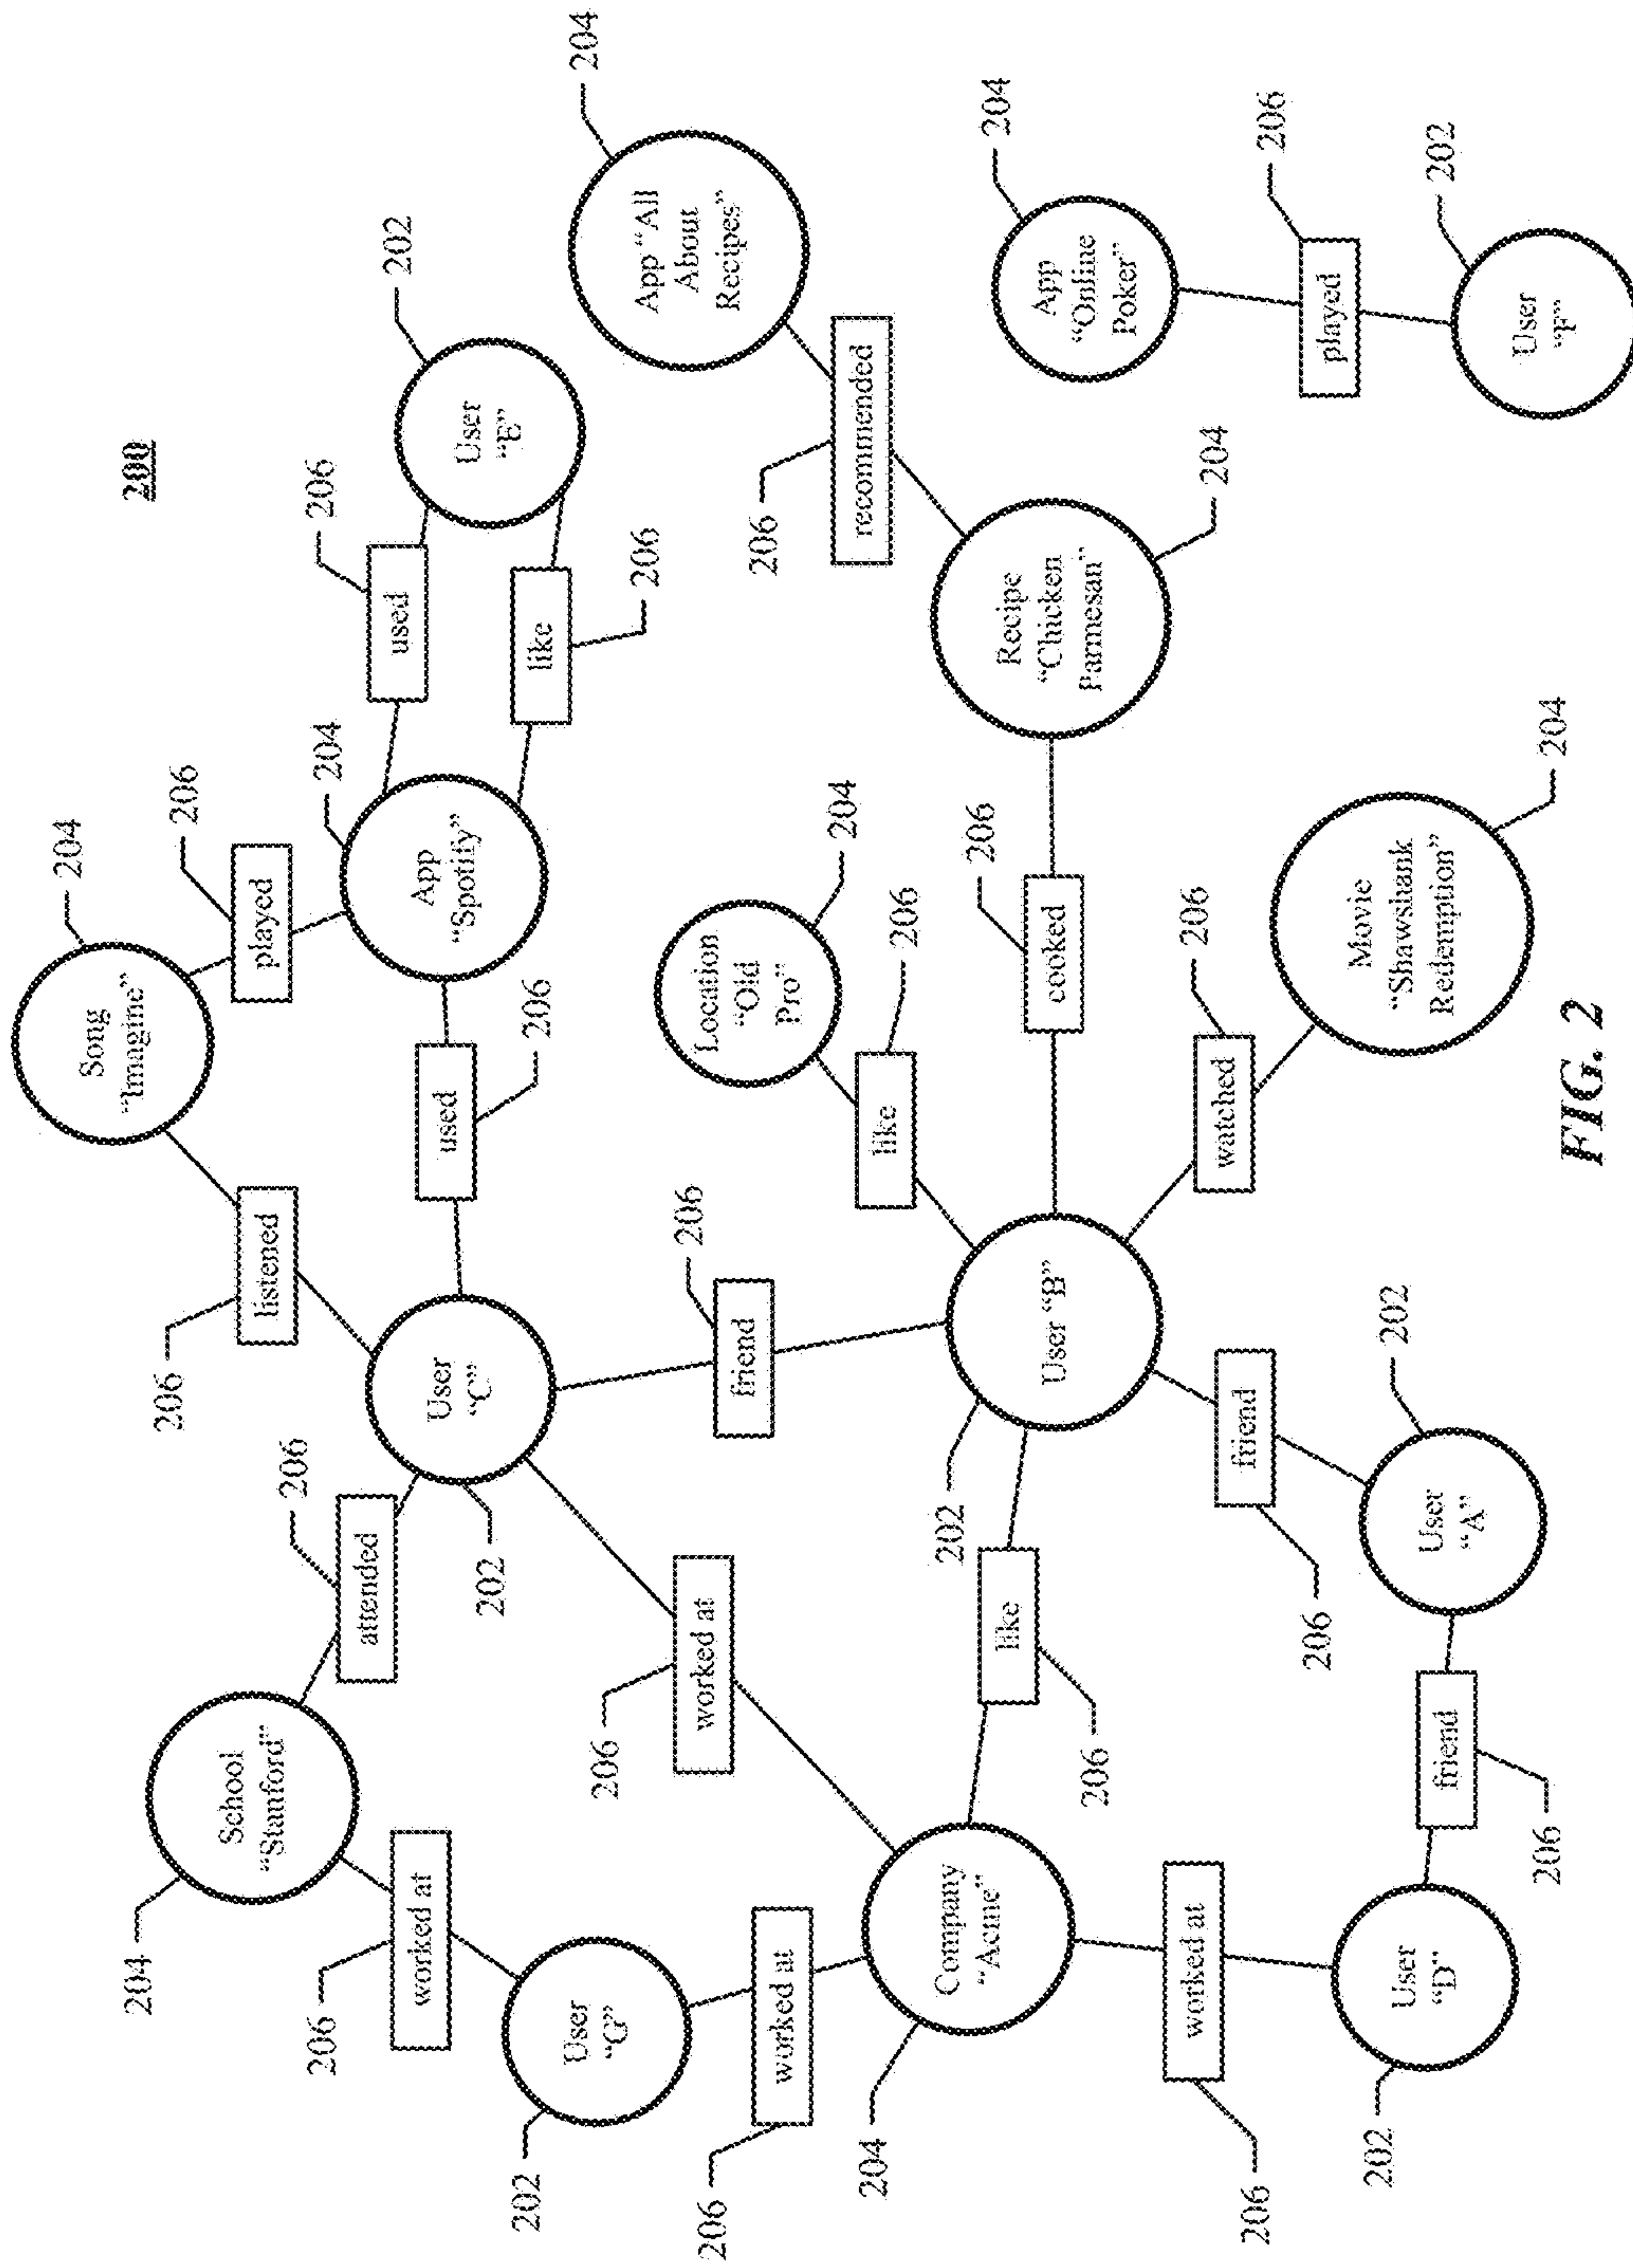 204
200
Song
“Imagine”
204
206
206
School
“Stanford”
played
listened
206
206
206
204
attended
used
202
worked at
App
“Spotify”
User
“C”
used
User
“E”
202
202
206
like
204
User
“G”
206
206
App “All
About
Recipes”
206
worked at
206
Location
“Old
Pro”
friend
206
worked at
204
recommended
204
like
206
202
Company
“Acme”
206
204
like
Recipe
“Chicken
Parmesan”
cooked
User “B”
App
“Online
Poker”
206
worked at
206
204
watched
friend
206
206
206
played
202
202
Movie
“Shawshank
Redemption”
User
“D”
202
friend
User
“A”
User
“F”
206
204
FIG. 2